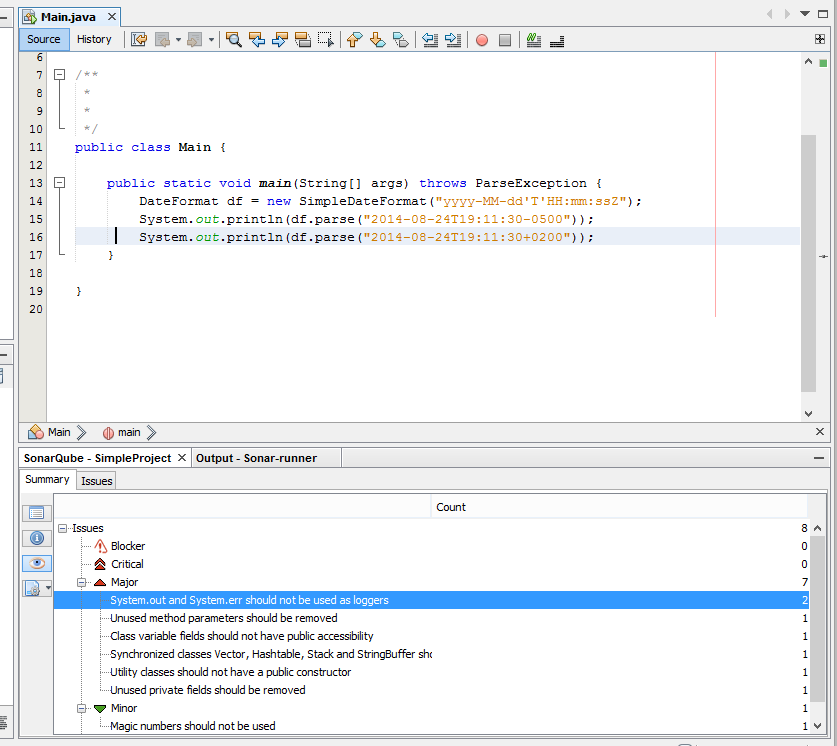 Main.java
Source History
6
7 /**
8 *
9 *
10 */
11 public class Main {
12
13 public static void main(String[] args) throws ParseException {
14 DateFormat df = new SimpleDateFormat("yyyy-MM-dd'T'HH:mm:ssZ");
15 System.out.println(df.parse("2014-08-24T19:11:30-0500"));
16 System.out.println(df.parse("2014-08-24T19:11:30+0200"));
17 }
18
19 }
20
Main main
SonarQube - SimpleProject Output - Sonar-runner
Summary Issues
Count
Issues 8
Blocker 0
Critical 0
Major 7
System.out and System.err should not be used as loggers 2
Unused method parameters should be removed 1
Class variable fields should not have public accessibility 1
Synchronized classes Vector, Hashtable, Stack and StringBuffer sho 1
Utility classes should not have a public constructor 1
Unused private fields should be removed 1
Minor 1
Magic numbers should not be used 1